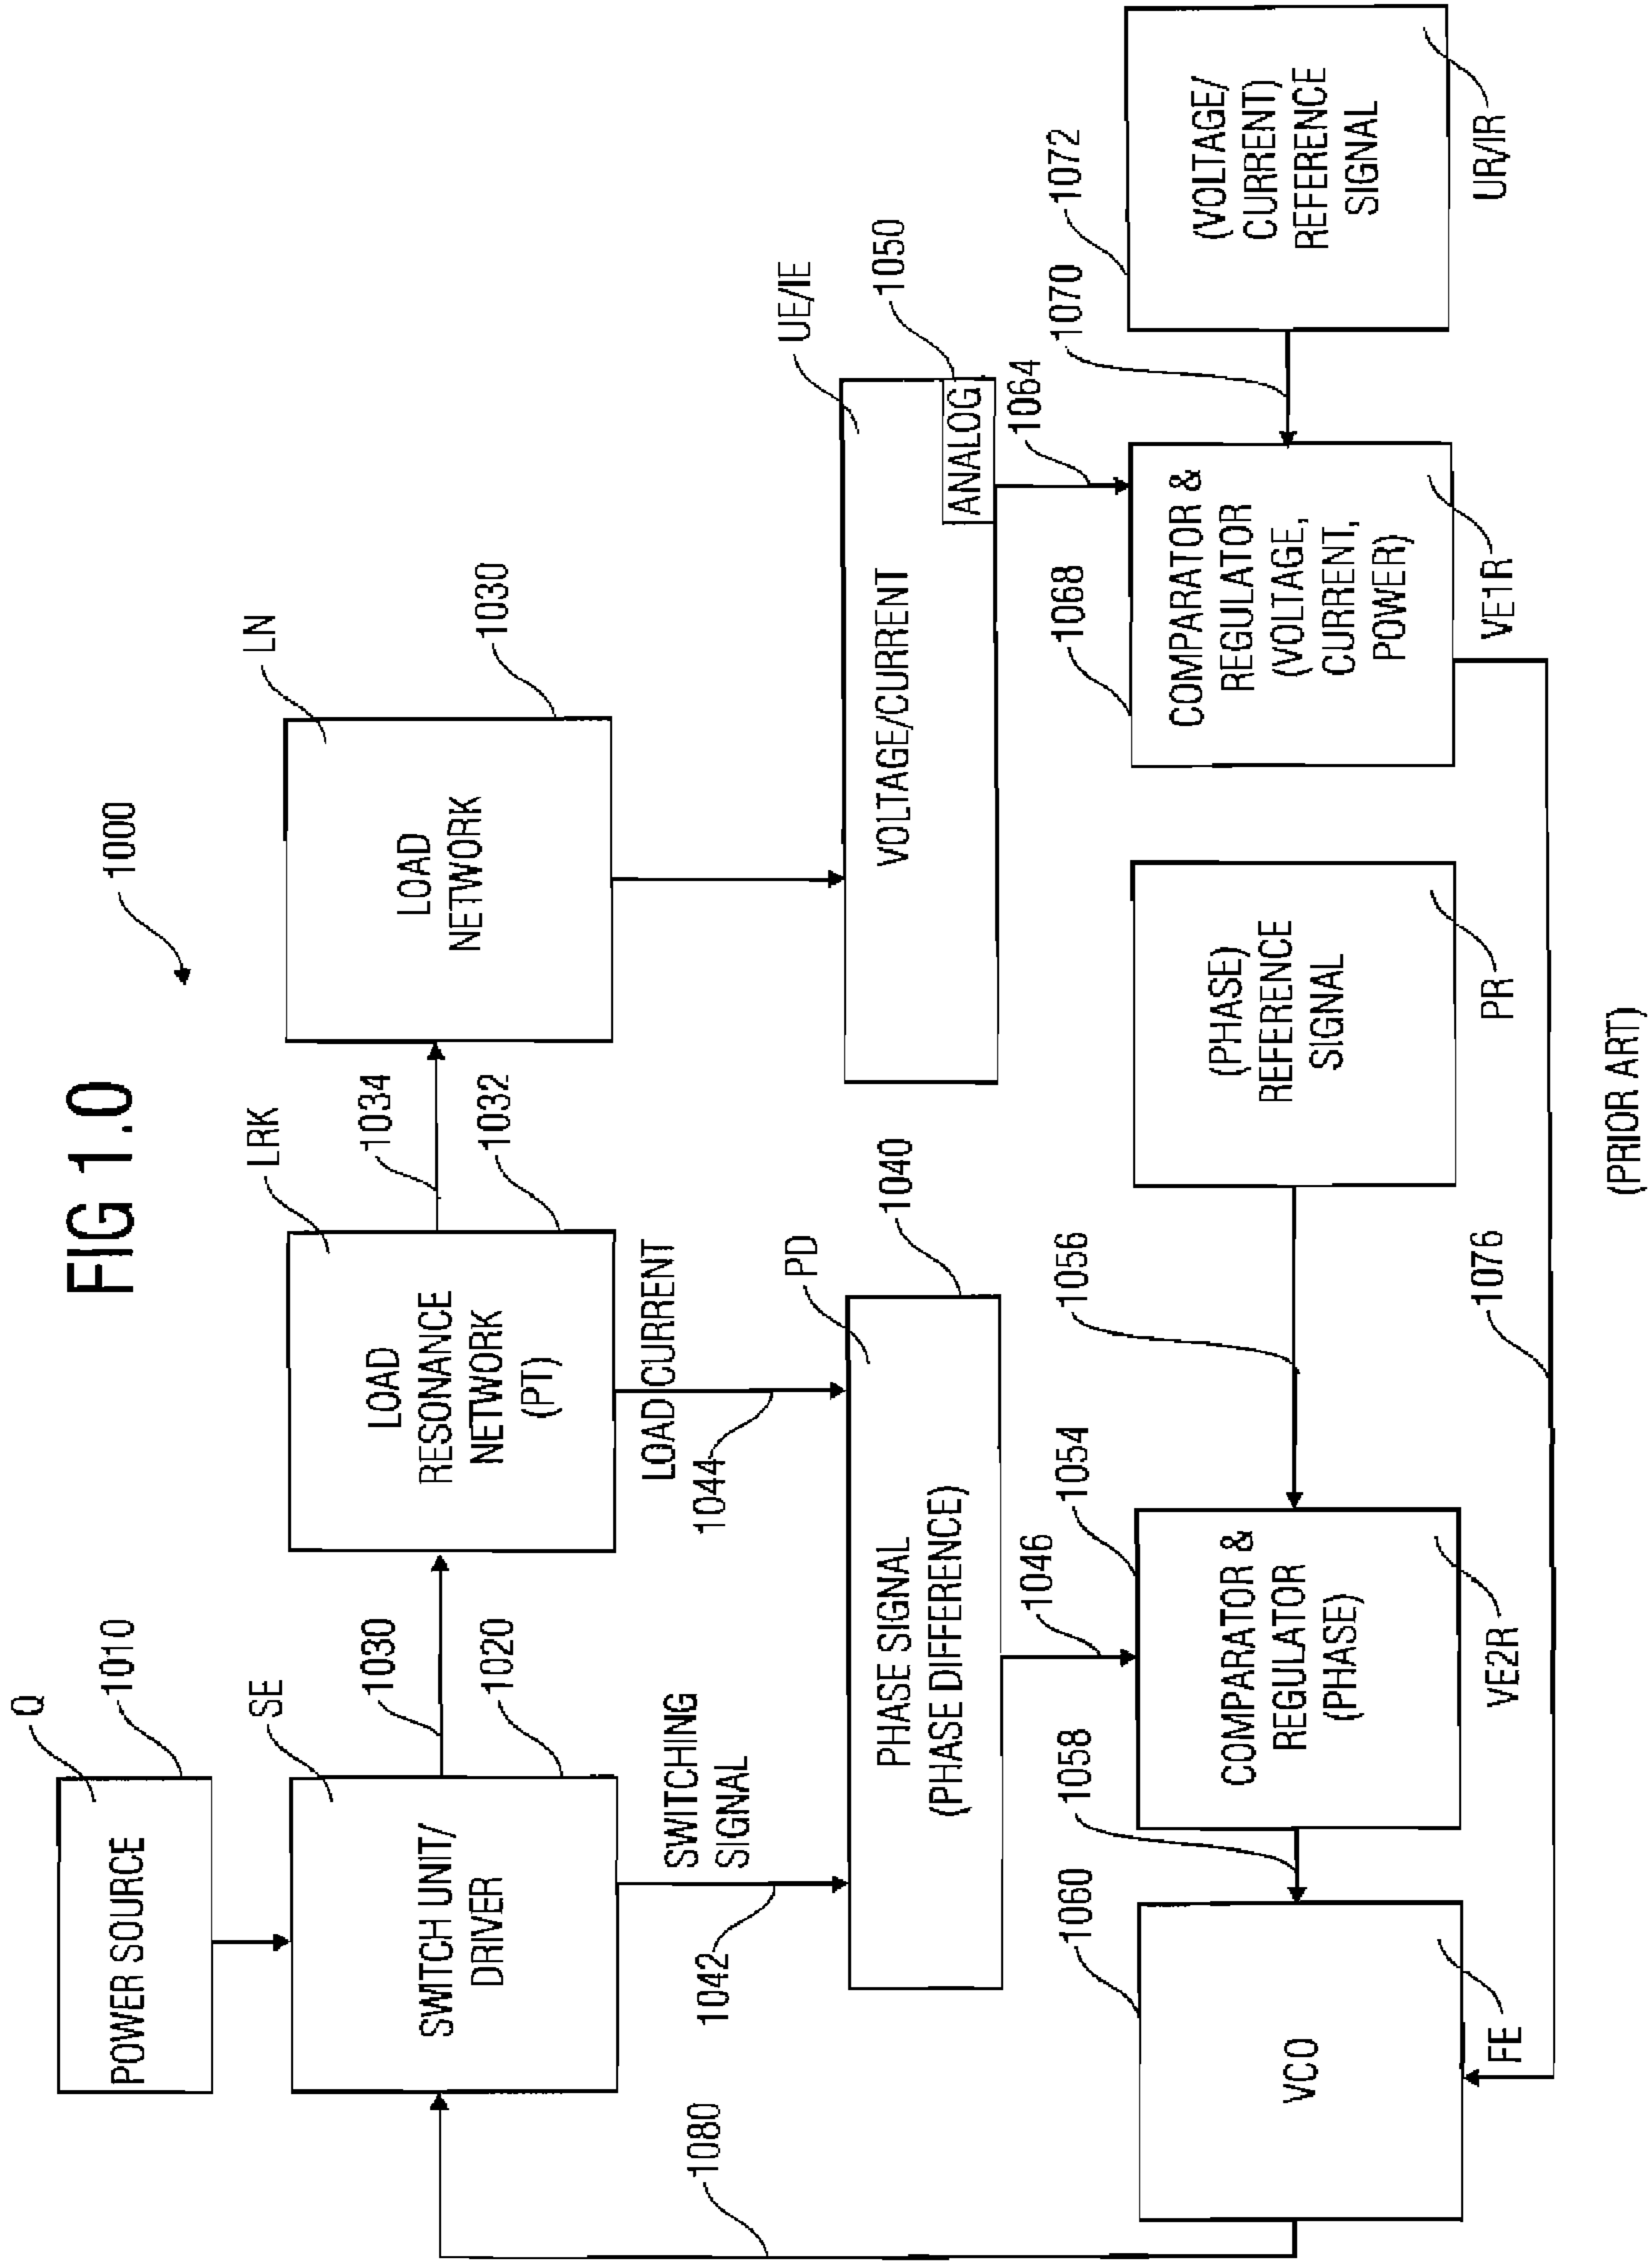 FIG 1.0
1000
Q
POWER SOURCE
1010
SE
SWITCH UNIT/
DRIVER
1020
1030
LRK
LOAD
RESONANCE
NETWORK
(PT)
1032
1034
LN
LOAD
NETWORK
1030
SWITCHING
SIGNAL
1042
LOAD CURRENT
1044
PD
PHASE SIGNAL
(PHASE DIFFERENCE)
1040
UE/IE
VOLTAGE/CURRENT
ANALOG
1050
1080
1060
VCO
FE
1058
1046
1054
COMPARATOR &
REGULATOR
(PHASE)
VE2R
1056
(PHASE)
REFERENCE
SIGNAL
PR
1064
1068
COMPARATOR &
REGULATOR
(VOLTAGE,
CURRENT,
POWER)
VE1R
1070
1072
(VOLTAGE/
CURRENT)
REFERENCE
SIGNAL
UR/IR
1076
(PRIOR ART)